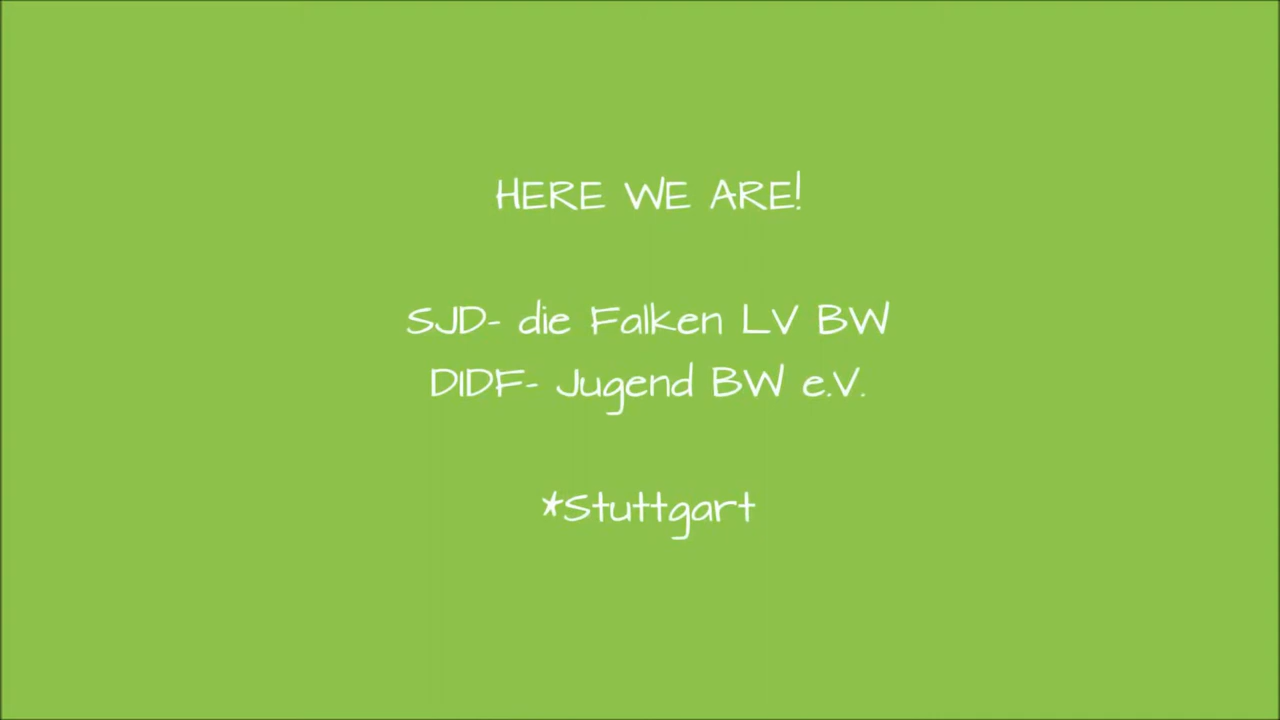 HERE WE ARE!
SJD- die Falken LV BW
DIDF- Jugend BW e.V.
*Stuttgart